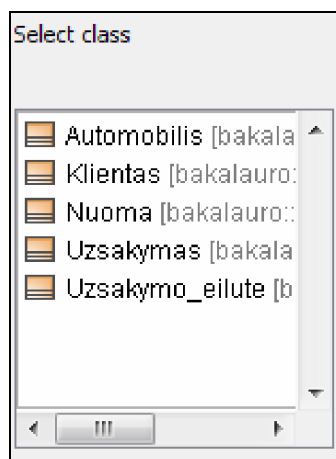 Select class
Automobilis [bakala
Klientas [bakalauro:
Nuoma [bakalauro::
Uzsakymas [bakala
Uzsakymo_eilute [b